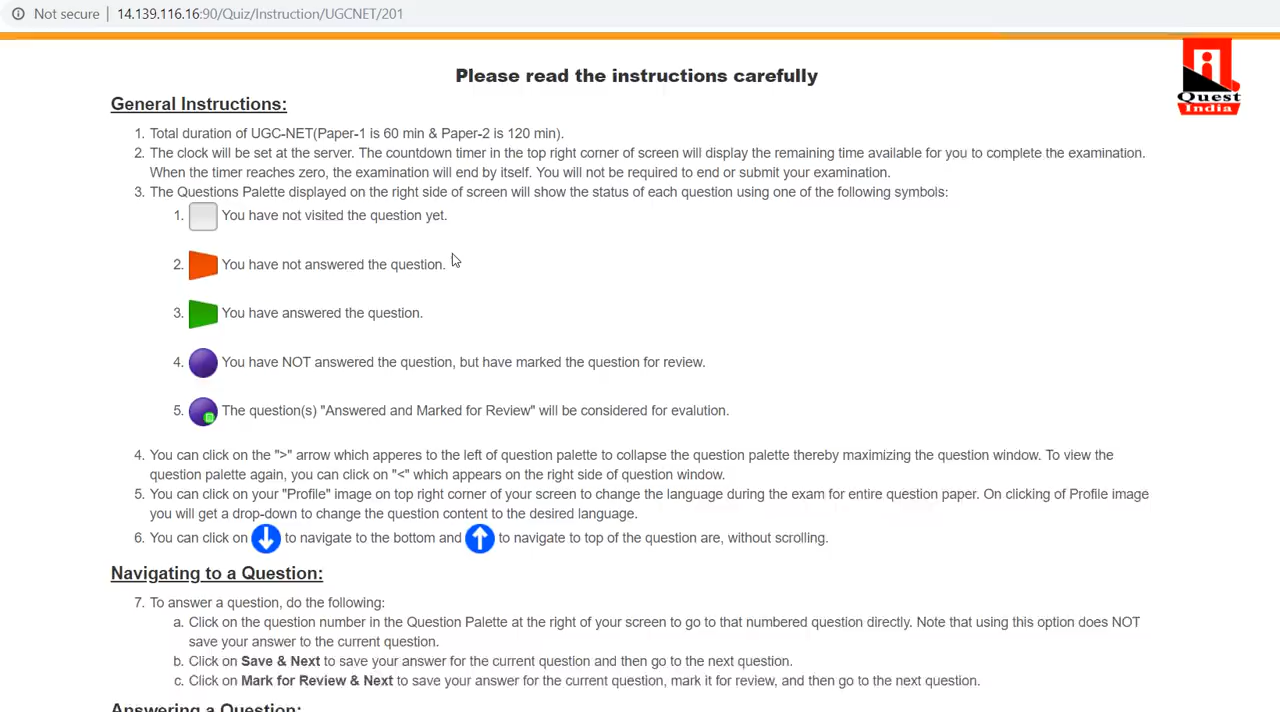 Not secure | 14.139.116.16:90/Quiz/Instruction/UGCNET/201
Quest
India
Please read the instructions carefully
General Instructions:
1. Total duration of UGC-NET(Paper-1 is 60 min & Paper-2 is 120 min).
2. The clock will be set at the server. The countdown timer in the top right corner of screen will display the remaining time available for you to complete the examination.
When the timer reaches zero, the examination will end by itself. You will not be required to end or submit your examination.
3. The Questions Palette displayed on the right side of screen will show the status of each question using one of the following symbols:
1. You have not visited the question yet.
2. You have not answered the question.
3. You have answered the question.
4. You have NOT answered the question, but have marked the question for review.
5. The question(s) "Answered and Marked for Review" will be considered for evalution.
4. You can click on the ">" arrow which apperes to the left of question palette to collapse the question palette thereby maximizing the question window. To view the
question palette again, you can click on "<" which appears on the right side of question window.
5. You can click on your "Profile" image on top right corner of your screen to change the language during the exam for entire question paper. On clicking of Profile image
you will get a drop-down to change the question content to the desired language.
6. You can click on to navigate to the bottom and to navigate to top of the question are, without scrolling.
Navigating to a Question:
7. To answer a question, do the following:
a. Click on the question number in the Question Palette at the right of your screen to go to that numbered question directly. Note that using this option does NOT
save your answer to the current question.
b. Click on Save & Next to save your answer for the current question and then go to the next question.
c. Click on Mark for Review & Next to save your answer for the current question, mark it for review, and then go to the next question.
Answering a Question: